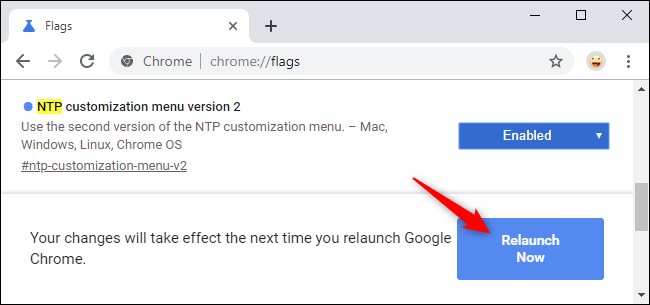 Flags
Chrome | chrome://flags
NTP customization menu version 2
Use the second version of the NTP customization menu. – Mac,
Windows, Linux, Chrome OS
#ntp-customization-menu-v2
Enabled
Your changes will take effect the next time you relaunch Google
Chrome.
Relaunch
Now